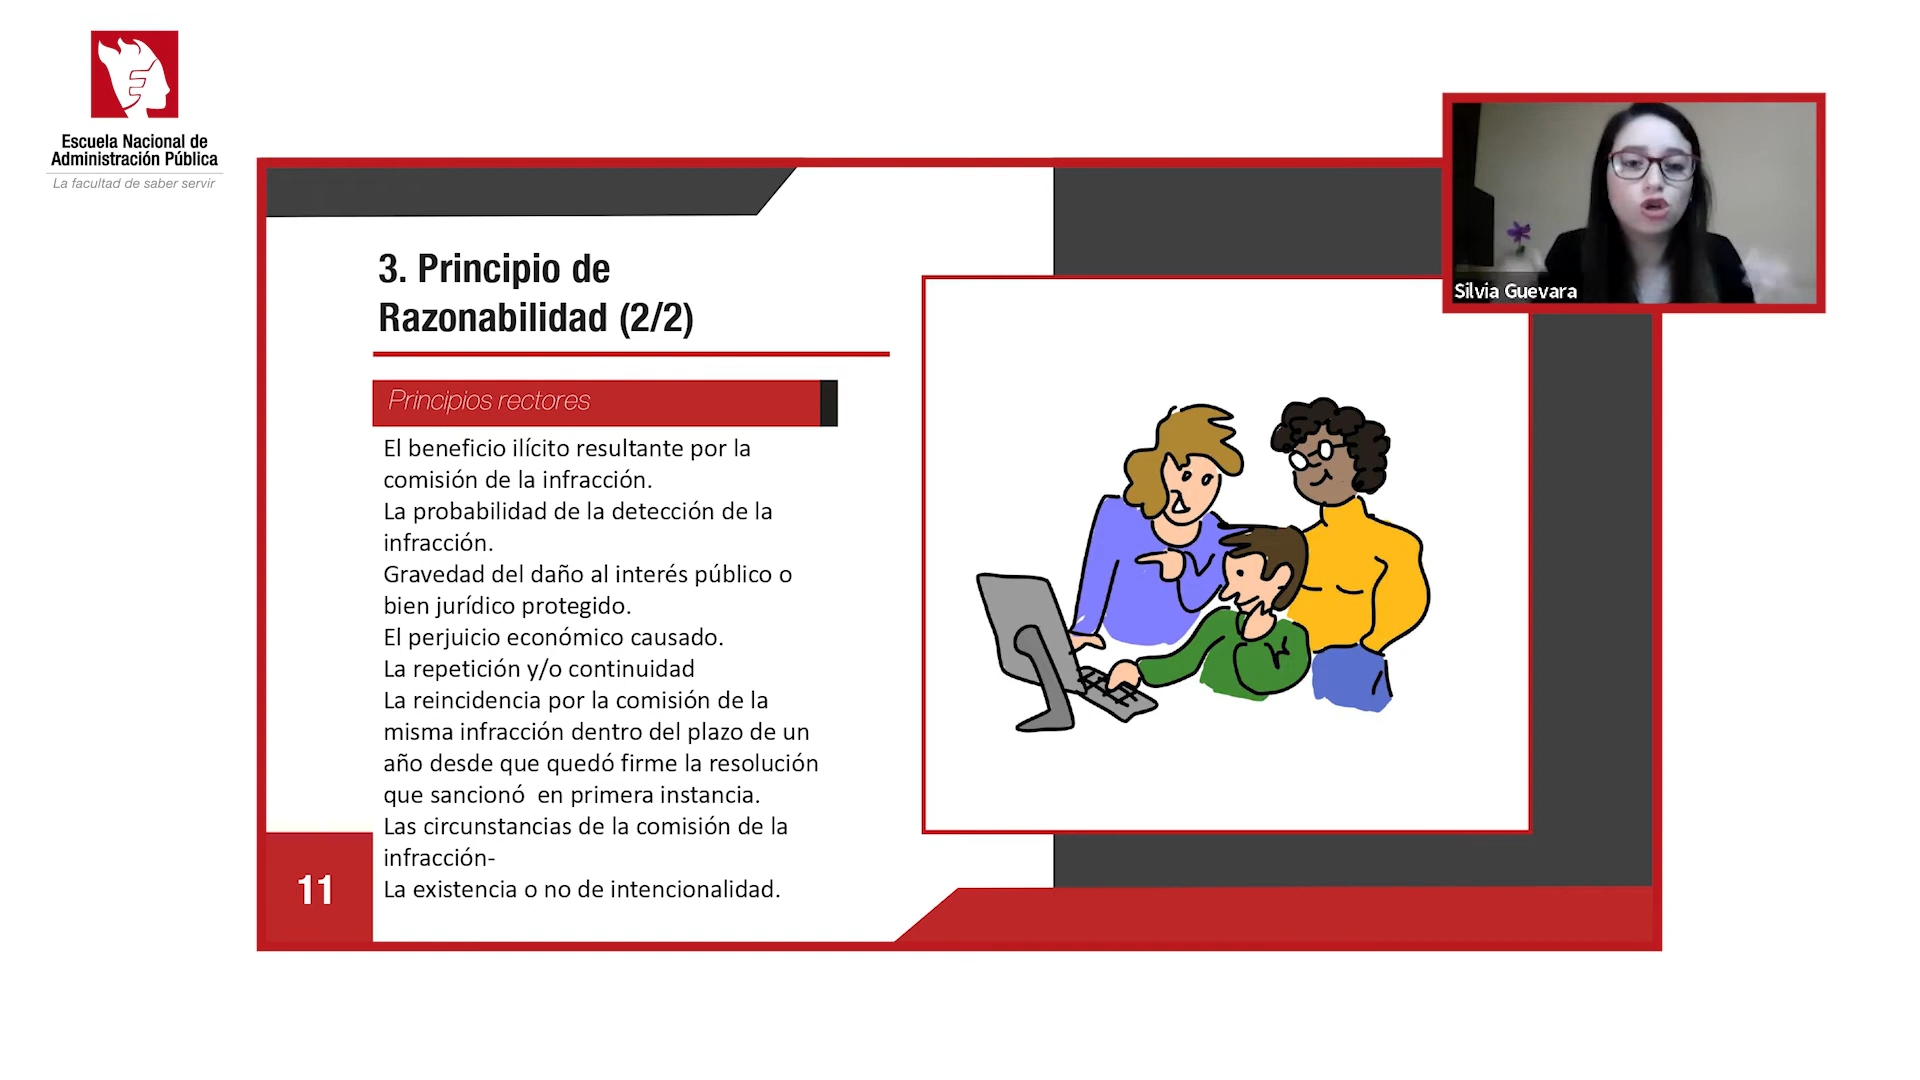 Escuela Nacional de
Administración Pública
La facultad de saber servir
Silvia Guevara
3. Principio de
Razonabilidad (2/2)
Principios rectores
El beneficio ilícito resultante por la
comisión de la infracción.
La probabilidad de la detección de la
infracción.
Gravedad del daño al interés público o
bien jurídico protegido.
El perjuicio económico causado.
La repetición y/o continuidad
La reincidencia por la comisión de la
misma infracción dentro del plazo de un
año desde que quedó firme la resolución
que sancionó  en primera instancia.
Las circunstancias de la comisión de la
infracción-
La existencia o no de intencionalidad.
11